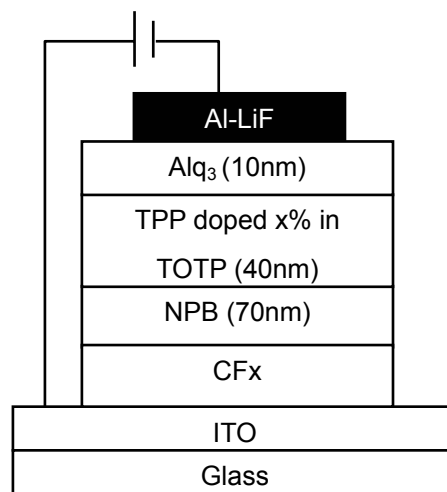 Al-LiF
Alq₃ (10nm)
TPP doped x% in
TOTP (40nm)
NPB (70nm)
CFx
ITO
Glass